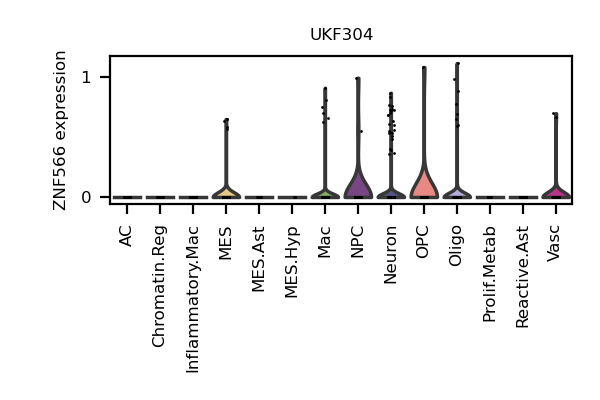 UKF304
ZNF566 expression
1
0
AC
Chromatin.Reg
Inflammatory.Mac
MES
MES.Ast
MES.Hyp
Mac
NPC
Neuron
OPC
Oligo
Prolif.Metab
Reactive.Ast
Vasc